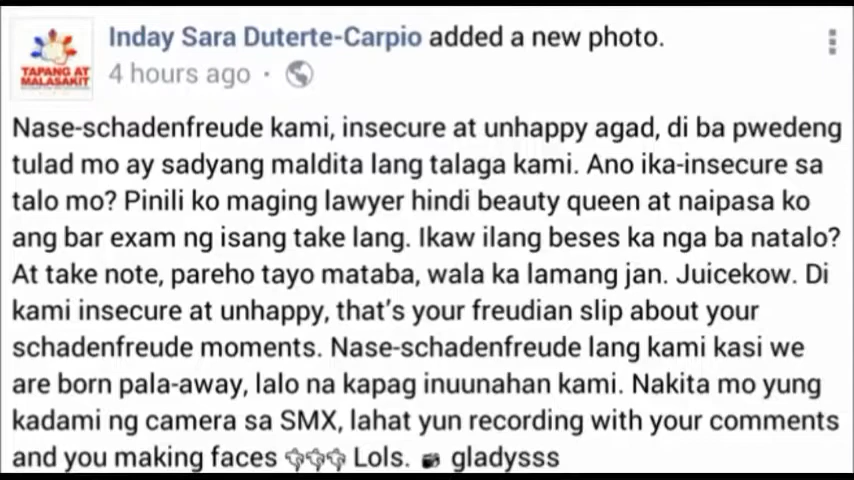 Inday Sara Duterte-Carpio added a new photo.
TAPANG AT
MALASAKIT
4 hours ago ·
Nase-schadenfreude kami, insecure at unhappy agad, di ba pwedeng
tulad mo ay sadyang maldita lang talaga kami. Ano ika-insecure sa
talo mo? Pinili ko maging lawyer hindi beauty queen at naipasa ko
ang bar exam ng isang take lang. Ikaw ilang beses ka nga ba natalo?
At take note, pareho tayo mataba, wala ka lamang jan. Juicekow. Di
kami insecure at unhappy, that's your freudian slip about your
schadenfreude moments. Nase-schadenfreude lang kami kasi we
are born pala-away, lalo na kapag inuunahan kami. Nakita mo yung
kadami ng camera sa SMX, lahat yun recording with your comments
and you making faces 👎👎👎 Lols. 📷 gladysss